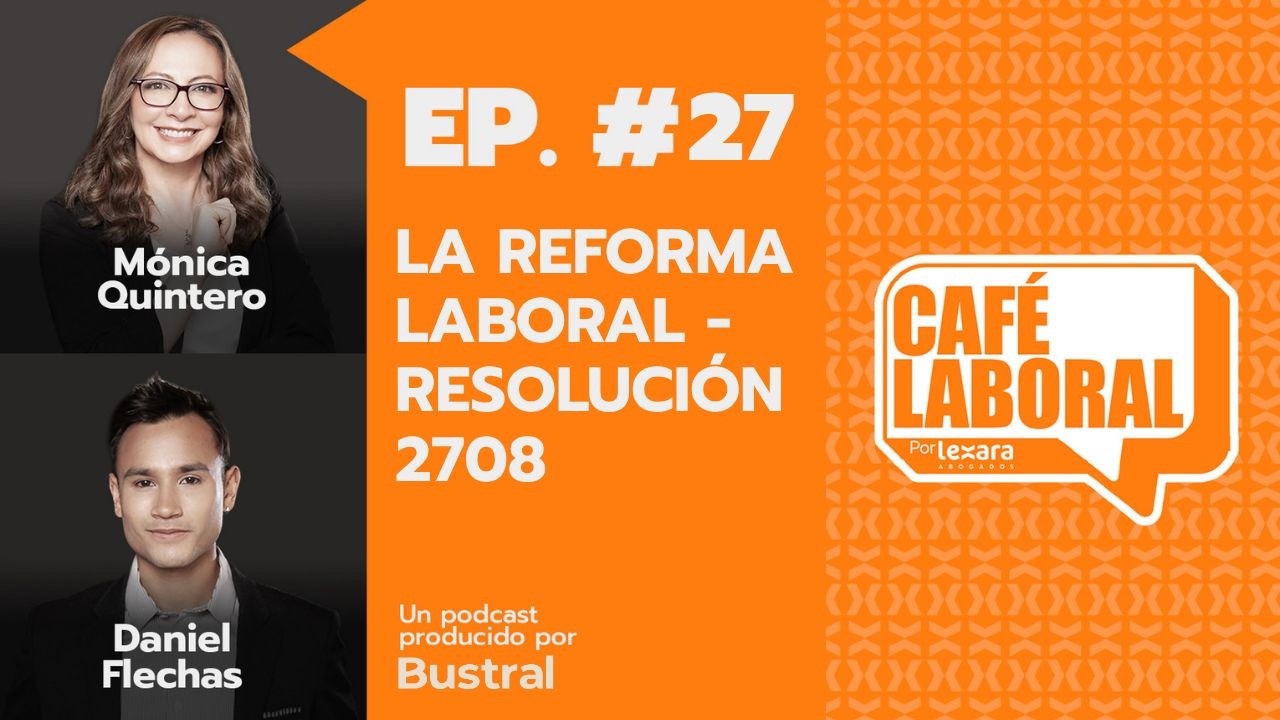 Mónica
Quintero
Daniel
Flechas
EP. #27
LA REFORMA
LABORAL -
RESOLUCIÓN
2708
Un podcast
producido por
Bustral
CAFÉ
LABORAL
Por Lexara
ABOGADOS